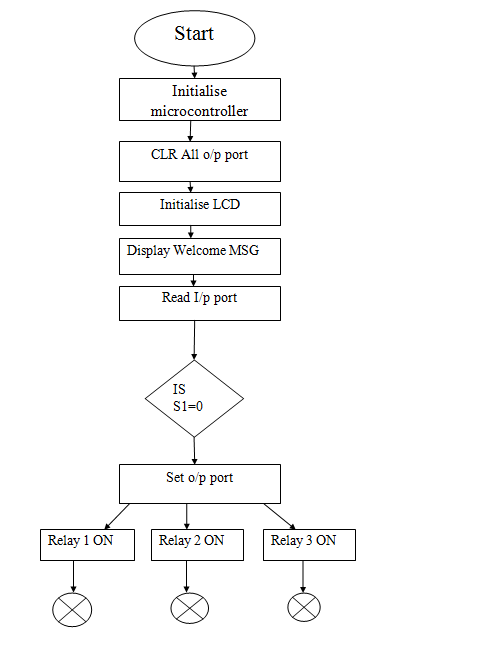 Start
Initialise
microcontroller
CLR All o/p port
Initialise LCD
Display Welcome MSG
Read I/p port
IS
S1=0
Set o/p port
Relay 1 ON
Relay 2 ON
Relay 3 ON